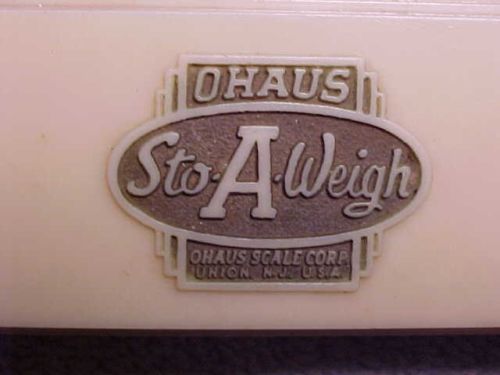 OHAUS
Sto·A·Weigh
OHAUS SCALE CORP.
UNION, N.J. U.S.A.